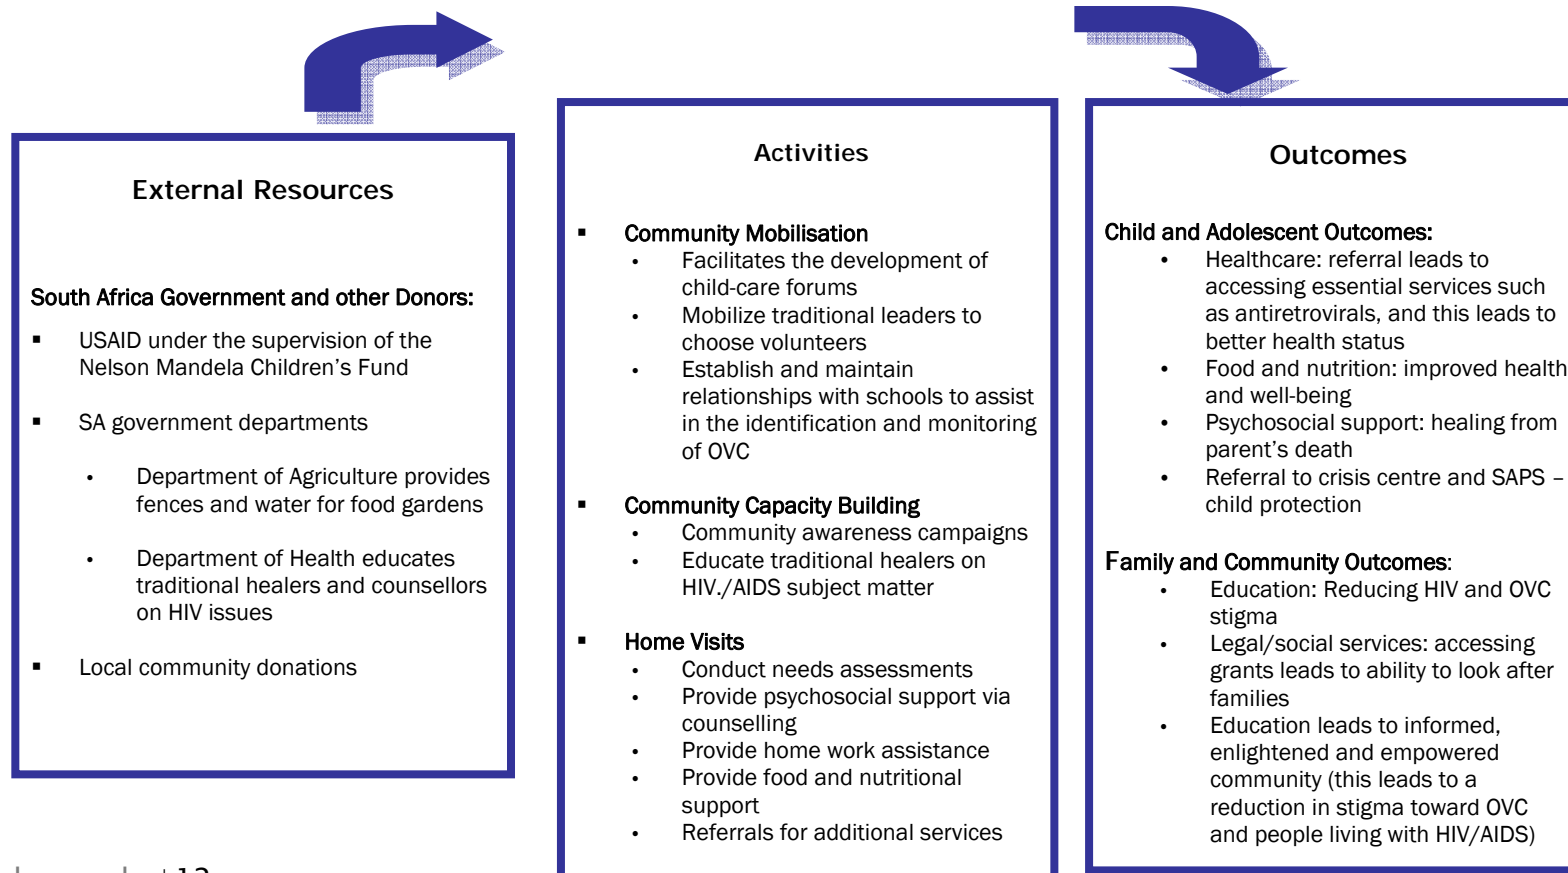 External Resources
South Africa Government and other Donors:
▪ USAID under the supervision of the
Nelson Mandela Children’s Fund
▪ SA government departments
• Department of Agriculture provides
fences and water for food gardens
• Department of Health educates
traditional healers and counsellors
on HIV issues
▪ Local community donations
Activities
▪ Community Mobilisation
• Facilitates the development of
child-care forums
• Mobilize traditional leaders to
choose volunteers
• Establish and maintain
relationships with schools to assist
in the identification and monitoring
of OVC
▪ Community Capacity Building
• Community awareness campaigns
• Educate traditional healers on
HIV./AIDS subject matter
▪ Home Visits
• Conduct needs assessments
• Provide psychosocial support via
counselling
• Provide home work assistance
• Provide food and nutritional
support
• Referrals for additional services
Outcomes
Child and Adolescent Outcomes:
• Healthcare: referral leads to
accessing essential services such
as antiretrovirals, and this leads to
better health status
• Food and nutrition: improved health
and well-being
• Psychosocial support: healing from
parent’s death
• Referral to crisis centre and SAPS –
child protection
Family and Community Outcomes:
• Education: Reducing HIV and OVC
stigma
• Legal/social services: accessing
grants leads to ability to look after
families
• Education leads to informed,
enlightened and empowered
community (this leads to a
reduction in stigma toward OVC
and people living with HIV/AIDS)